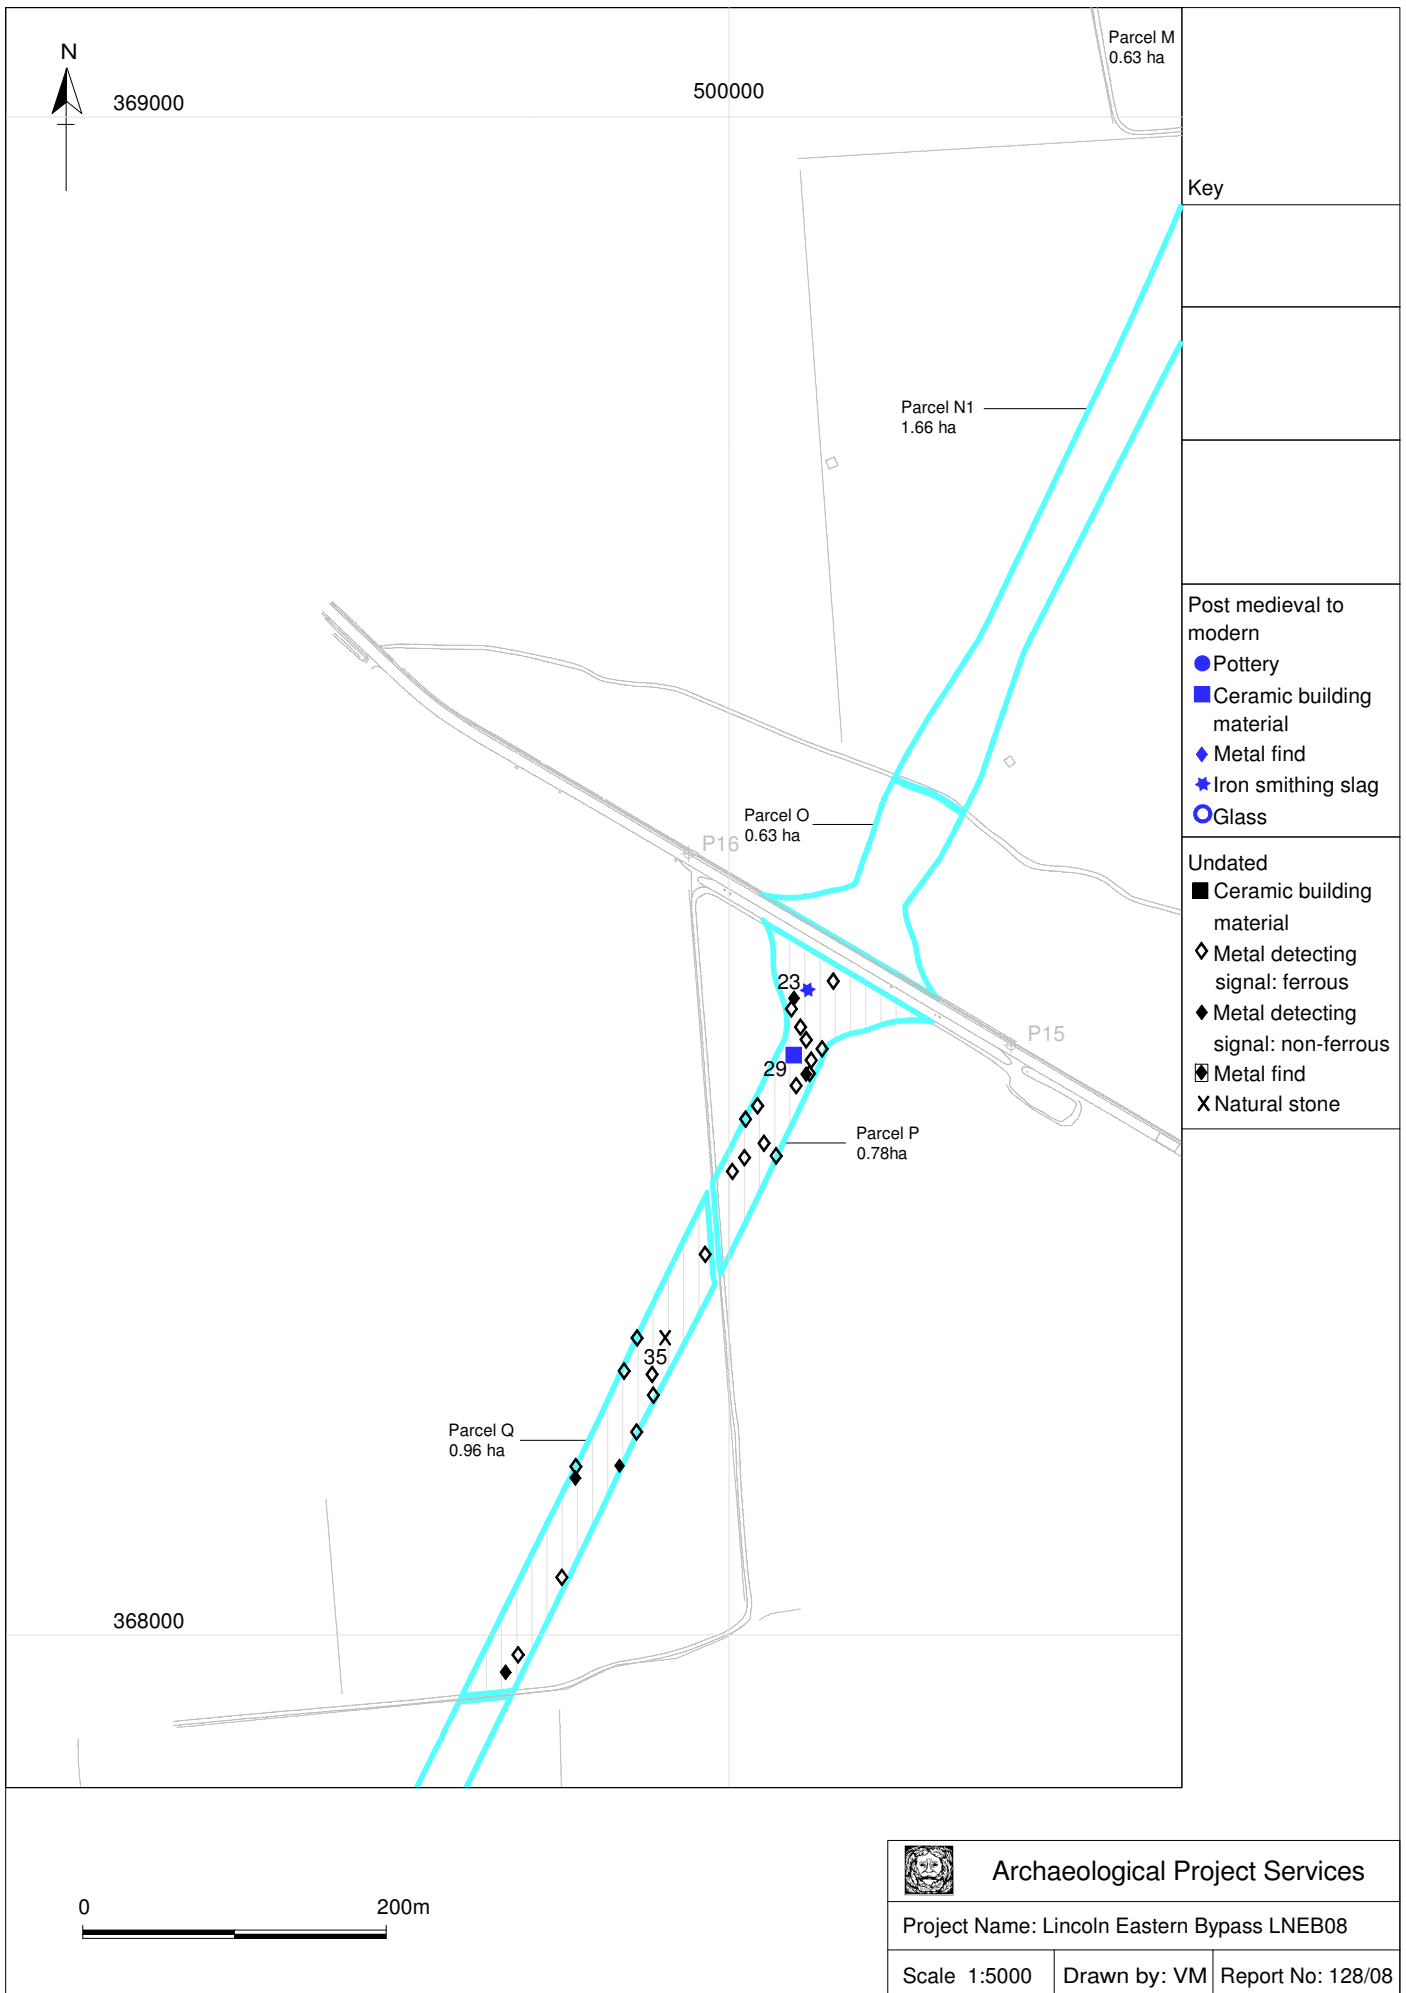 Parcel M
0.63 ha
N
369000
500000
Key
Parcel N1
1.66 ha
Post medieval to
modern
Pottery
Ceramic building
material
Metal find
Iron smithing slag
Glass
Parcel O
0.63 ha
P16
Undated
Ceramic building
material
Metal detecting
signal: ferrous
Metal detecting
signal: non-ferrous
Metal find
Natural stone
23
P15
29
Parcel P
0.78ha
35
Parcel Q
0.96 ha
368000
0 200m
Archaeological Project Services
Project Name: Lincoln Eastern Bypass LNEB08
Scale 1:5000
Drawn by: VM
Report No: 128/08